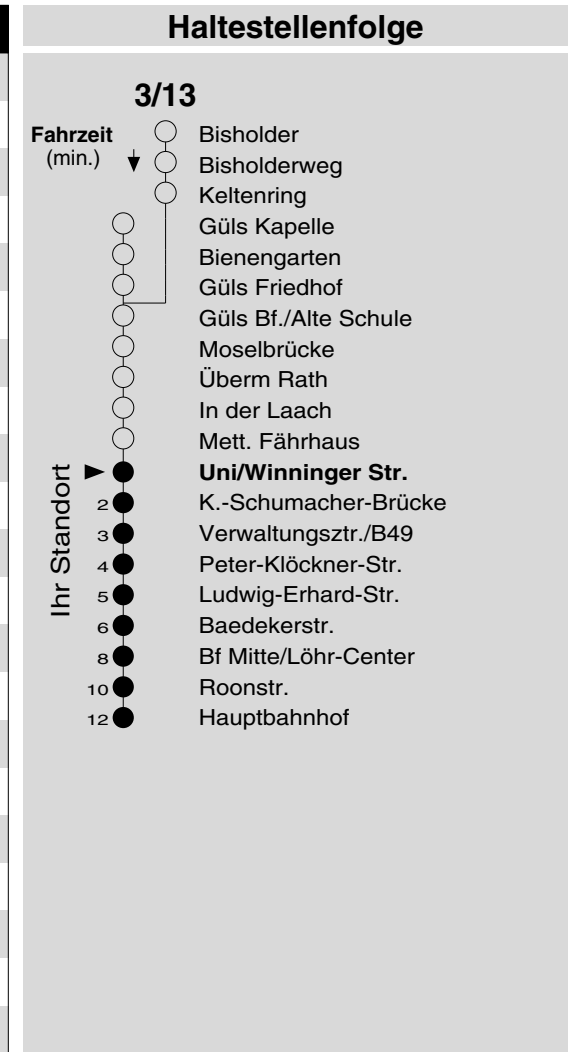 Haltestellenfolge
3/13
Fahrzeit
(min.)
Bisholder
Bisholderweg
Keltenring
Güls Kapelle
Bienengarten
Güls Friedhof
Güls Bf./Alte Schule
Moselbrücke
Überm Rath
In der Laach
Mett. Fährhaus
Ihr Standort
Uni/Winninger Str.
2 K.-Schumacher-Brücke
3 Verwaltungsztr./B49
4 Peter-Klöckner-Str.
5 Ludwig-Erhard-Str.
6 Baedekerstr.
8 Bf Mitte/Löhr-Center
10 Roonstr.
12 Hauptbahnhof